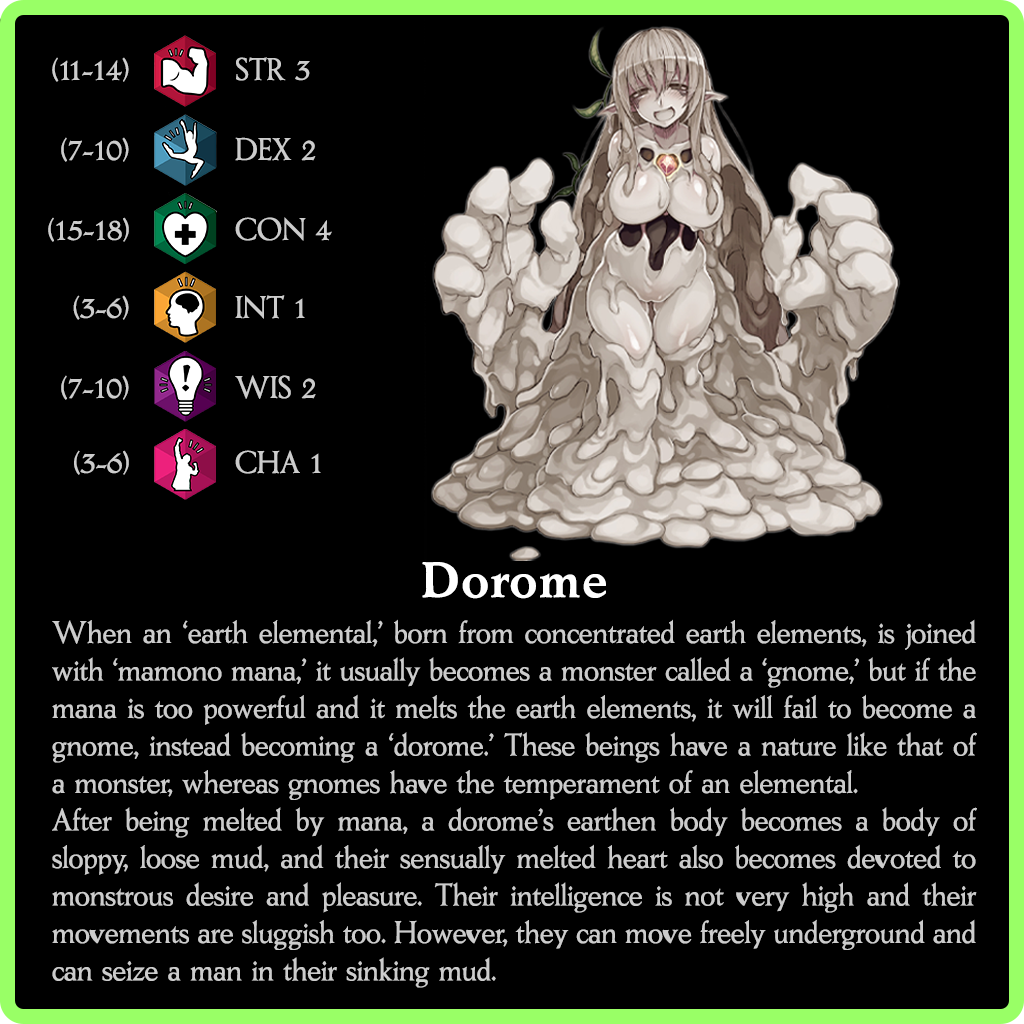 (11-14) STR 3
(7-10) DEX 2
(15-18) CON 4
(3-6) INT 1
(7-10) WIS 2
(3-6) CHA 1
Dorome
When an ‘earth elemental,’ born from concentrated earth elements, is joined
with ‘mamono mana,’ it usually becomes a monster called a ‘gnome,’ but if the
mana is too powerful and it melts the earth elements, it will fail to become a
gnome, instead becoming a ‘dorome.’ These beings have a nature like that of
a monster, whereas gnomes have the temperament of an elemental.
After being melted by mana, a dorome’s earthen body becomes a body of
sloppy, loose mud, and their sensually melted heart also becomes devoted to
monstrous desire and pleasure. Their intelligence is not very high and their
movements are sluggish too. However, they can move freely underground and
can seize a man in their sinking mud.